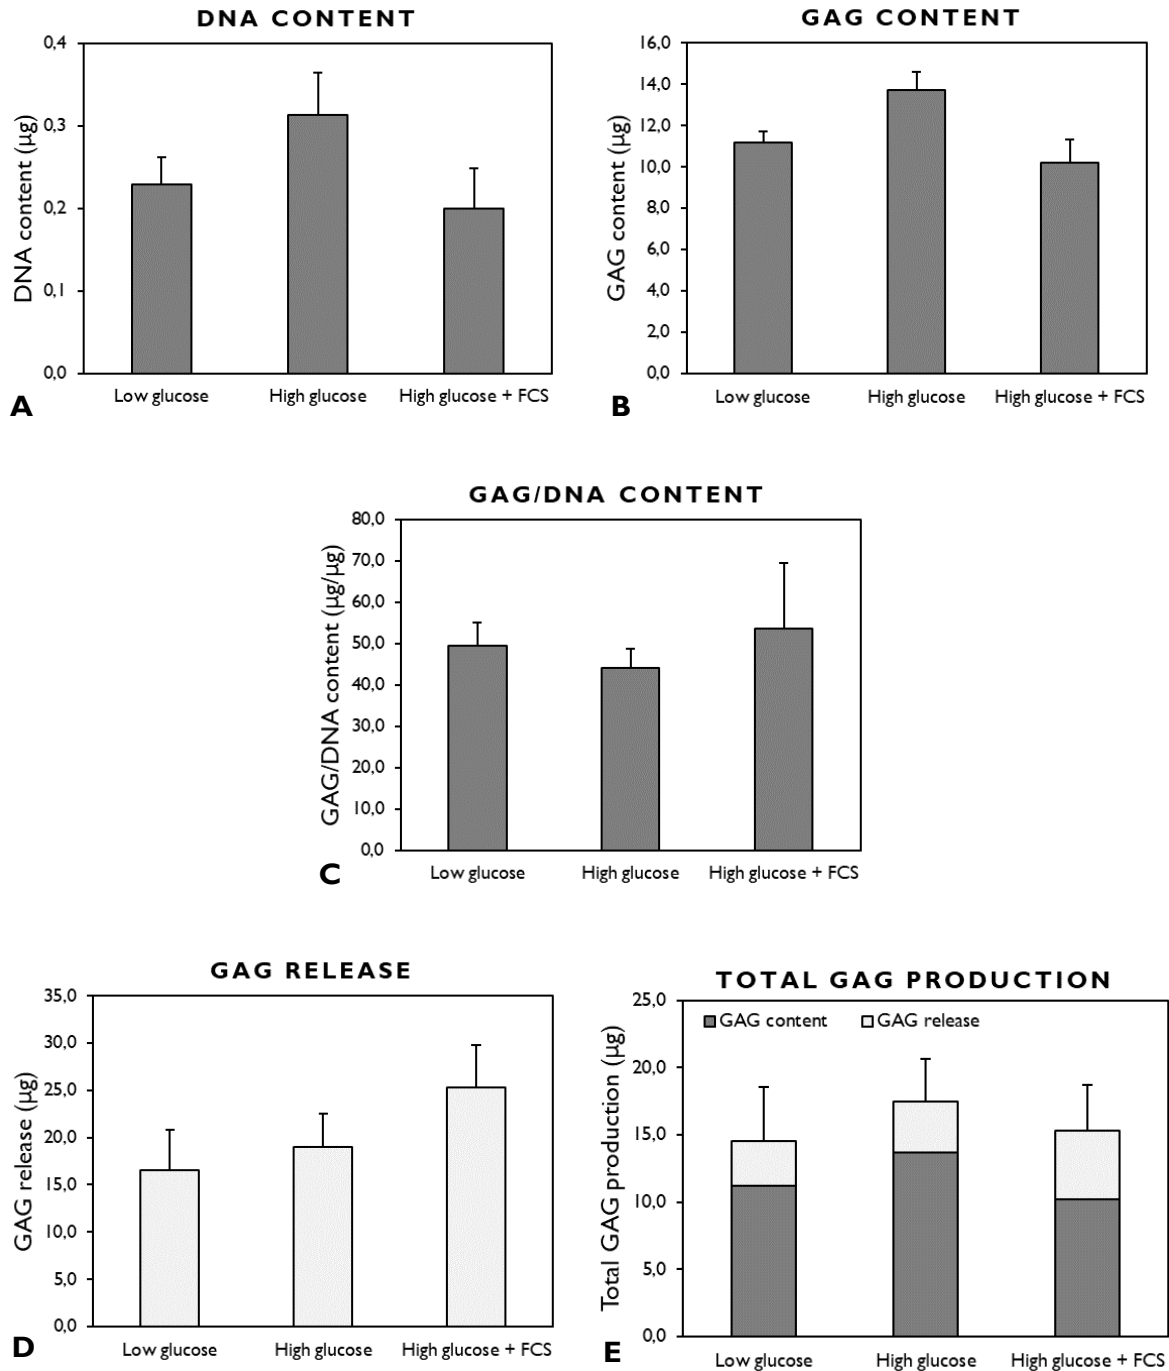 DNA CONTENT
DNA content (µg)
0,4
0,3
0,2
0,1
0,0
Low glucose
High glucose
High glucose + FCS
A
GAG CONTENT
GAG content (µg)
16,0
14,0
12,0
10,0
8,0
6,0
4,0
2,0
0,0
Low glucose
High glucose
High glucose + FCS
B
GAG/DNA CONTENT
GAG/DNA content (µg/µg)
80,0
70,0
60,0
50,0
40,0
30,0
20,0
10,0
0,0
Low glucose
High glucose
High glucose + FCS
C
GAG RELEASE
GAG release (µg)
35,0
30,0
25,0
20,0
15,0
10,0
5,0
0,0
Low glucose
High glucose
High glucose + FCS
D
TOTAL GAG PRODUCTION
Total GAG production (µg)
25,0
20,0
15,0
10,0
5,0
0,0
GAG content
GAG release
Low glucose
High glucose
High glucose + FCS
E